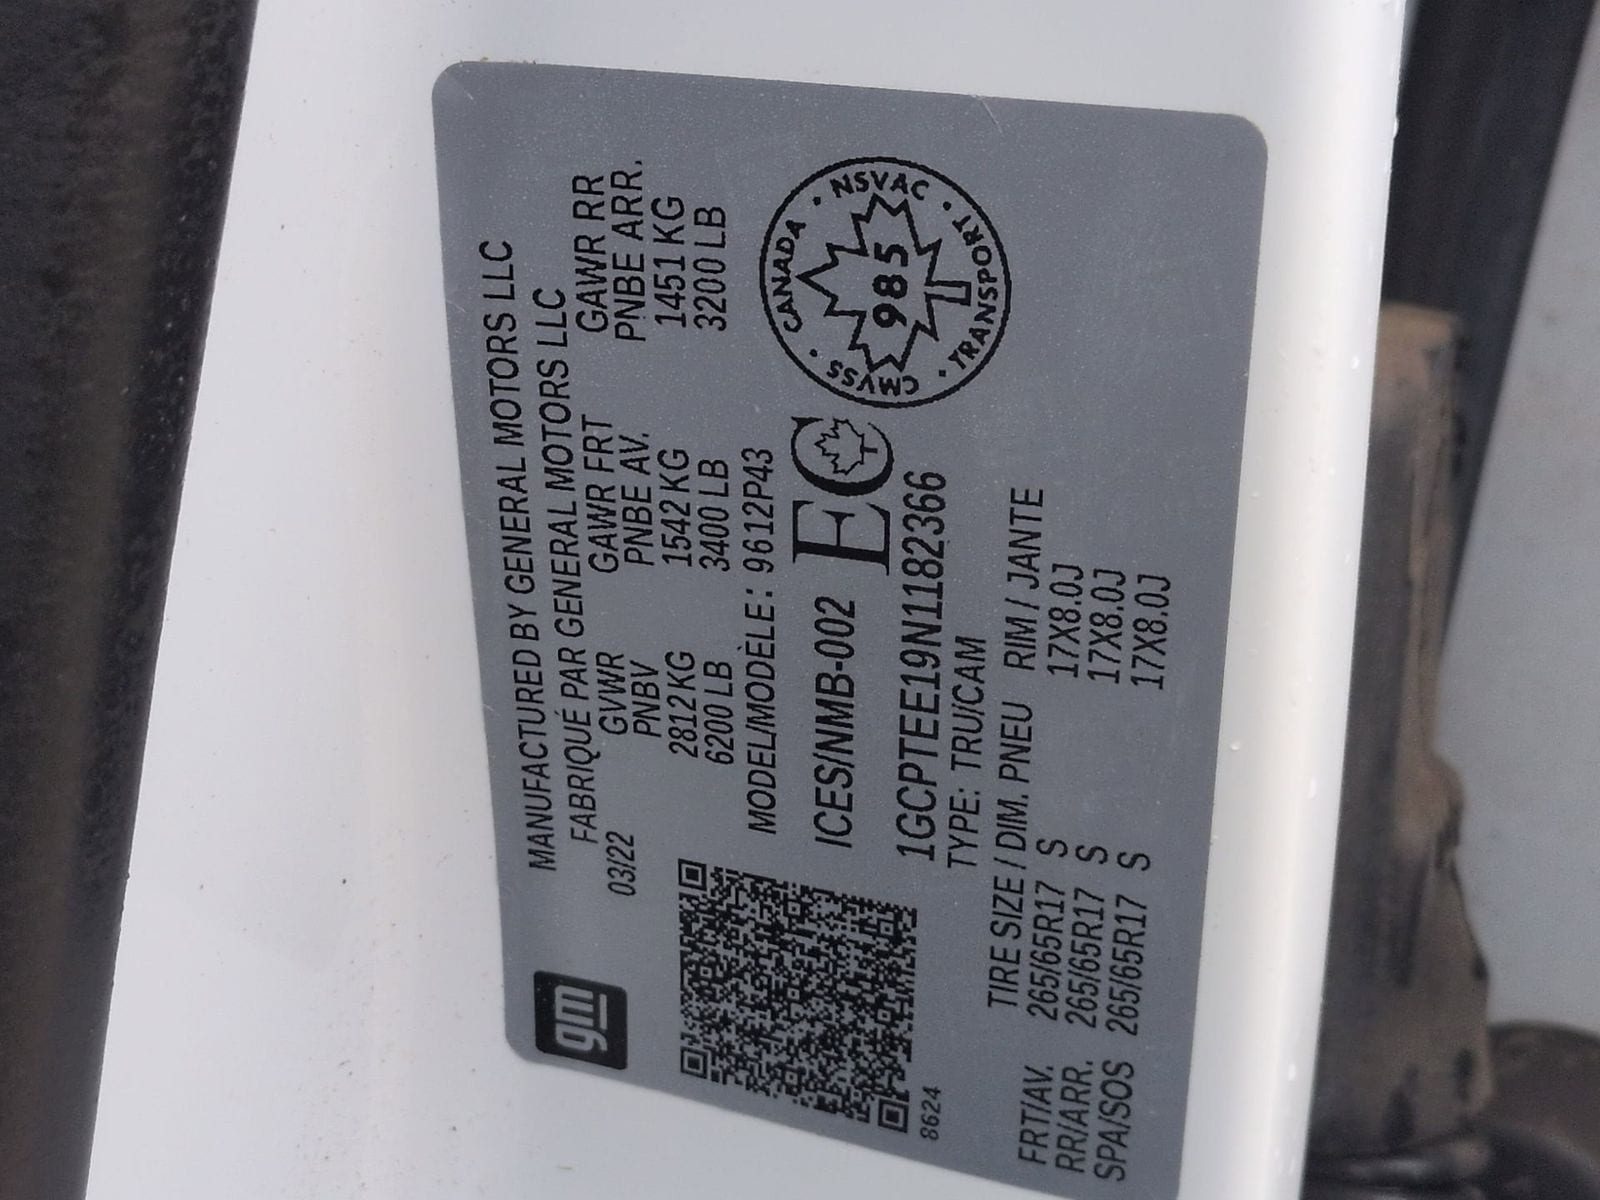 gm
MANUFACTURED BY GENERAL MOTORS LLC
FABRIQUÉ PAR GENERAL MOTORS LLC
03/22 GVWR GAWR FRT GAWR RR
PNBV PNBE AV. PNBE ARR.
2812 KG 1542 KG 1451 KG
6200 LB 3400 LB 3200 LB
MODEL/MODÈLE: 9612P43
ICES/NMB-002 EC
CANADA · NSVAC · TRANSPORT · CMVSS ·
985
1GCPTEE19N1182366
8624 TYPE: TRU/CAM
TIRE SIZE / DIM. PNEU RIM / JANTE
FRT/AV. 265/65R17 S 17X8.0J
RR/ARR. 265/65R17 S 17X8.0J
SPA/SOS 265/65R17 S 17X8.0J